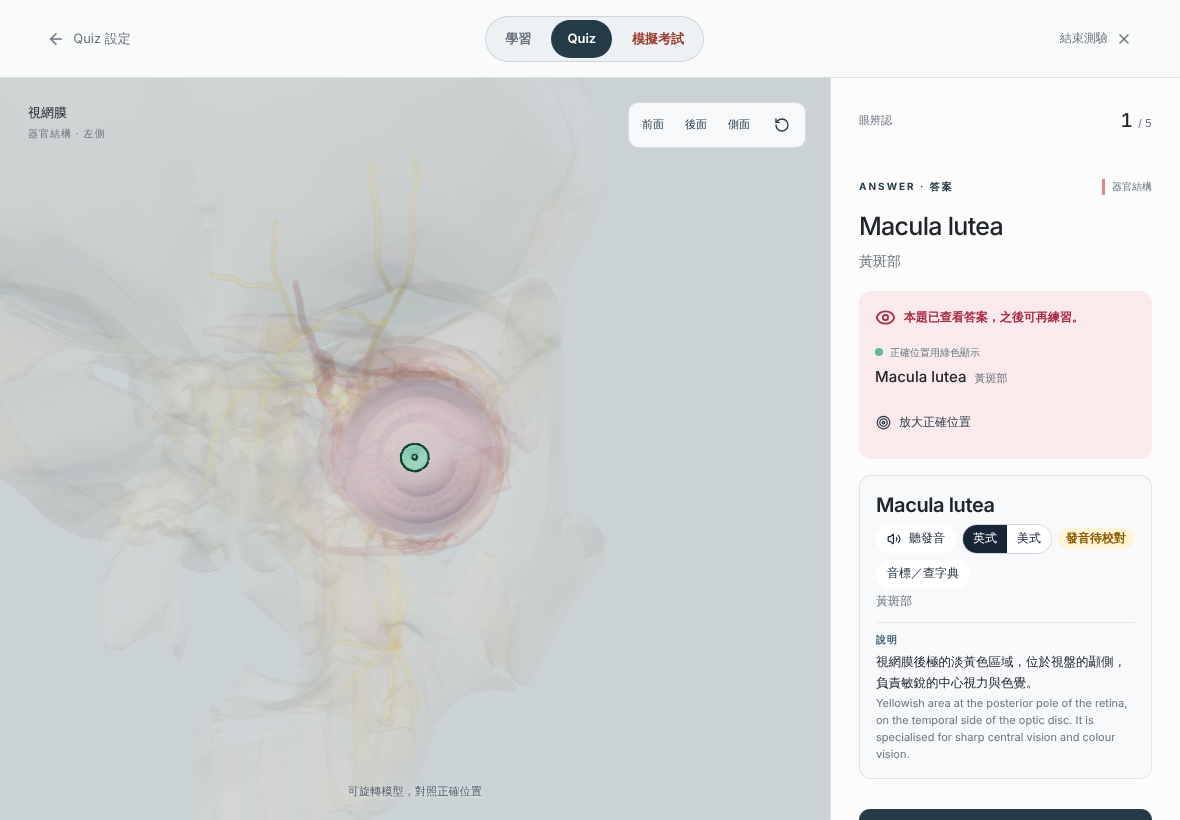 Quiz 設定
學習
Quiz
模擬考試
結束測驗
視網膜
器官結構 · 左側
前面
後面
側面
可旋轉模型，對照正確位置
眼辨認
1 / 5
ANSWER · 答案
器官結構
Macula lutea
黃斑部
本題已查看答案，之後可再練習。
正確位置用綠色顯示
Macula lutea 黃斑部
放大正確位置
Macula lutea
聽發音
英式
美式
發音待校對
音標／查字典
黃斑部
說明
視網膜後極的淡黃色區域，位於視盤的顳側，
負責敏銳的中心視力與色覺。
Yellowish area at the posterior pole of the retina,
on the temporal side of the optic disc. It is
specialised for sharp central vision and colour
vision.